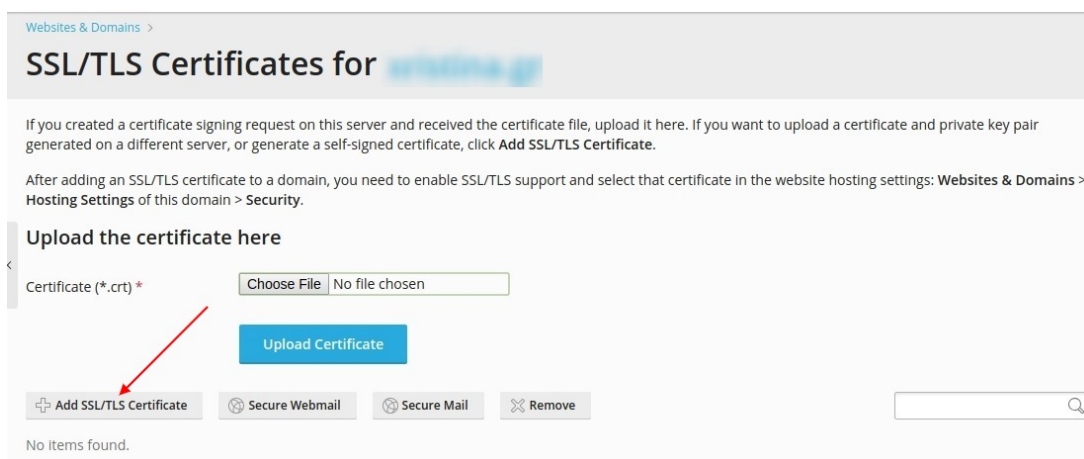 Websites & Domains >
SSL/TLS Certificates for
If you created a certificate signing request on this server and received the certificate file, upload it here. If you want to upload a certificate and private key pair
generated on a different server, or generate a self-signed certificate, click Add SSL/TLS Certificate.
After adding an SSL/TLS certificate to a domain, you need to enable SSL/TLS support and select that certificate in the website hosting settings: Websites & Domains >
Hosting Settings of this domain > Security.
Upload the certificate here
Certificate (*.crt) * Choose File No file chosen
Upload Certificate
Add SSL/TLS Certificate Secure Webmail Secure Mail Remove
No items found.